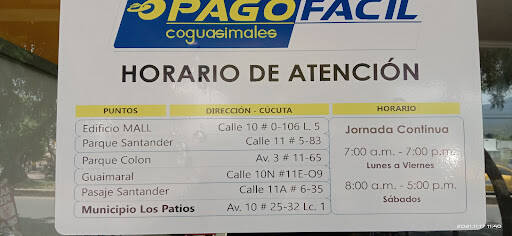 PAGOFACIL
coguasimales
HORARIO DE ATENCIÓN
PUNTOS DIRECCIÓN - CÚCUTA HORARIO
Edificio MALL Calle 10 # 0-106 L. 5
Parque Santander Calle 11 # 5-83
Parque Colon Av. 3 # 11-65
Guaimaral Calle 10N #11E-O9
Pasaje Santander Calle 11A # 6-35
Municipio Los Patios Av. 10 # 25-32 Lc. 1
Jornada Continua
7:00 a.m. - 7:00 p.m.
Lunes a Viernes
8:00 a.m. - 5:00 p.m.
Sábados